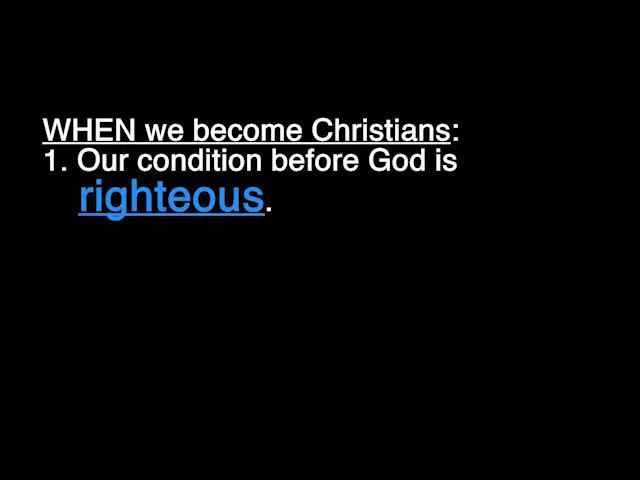 WHEN we become Christians:
1. Our condition before God is
righteous.